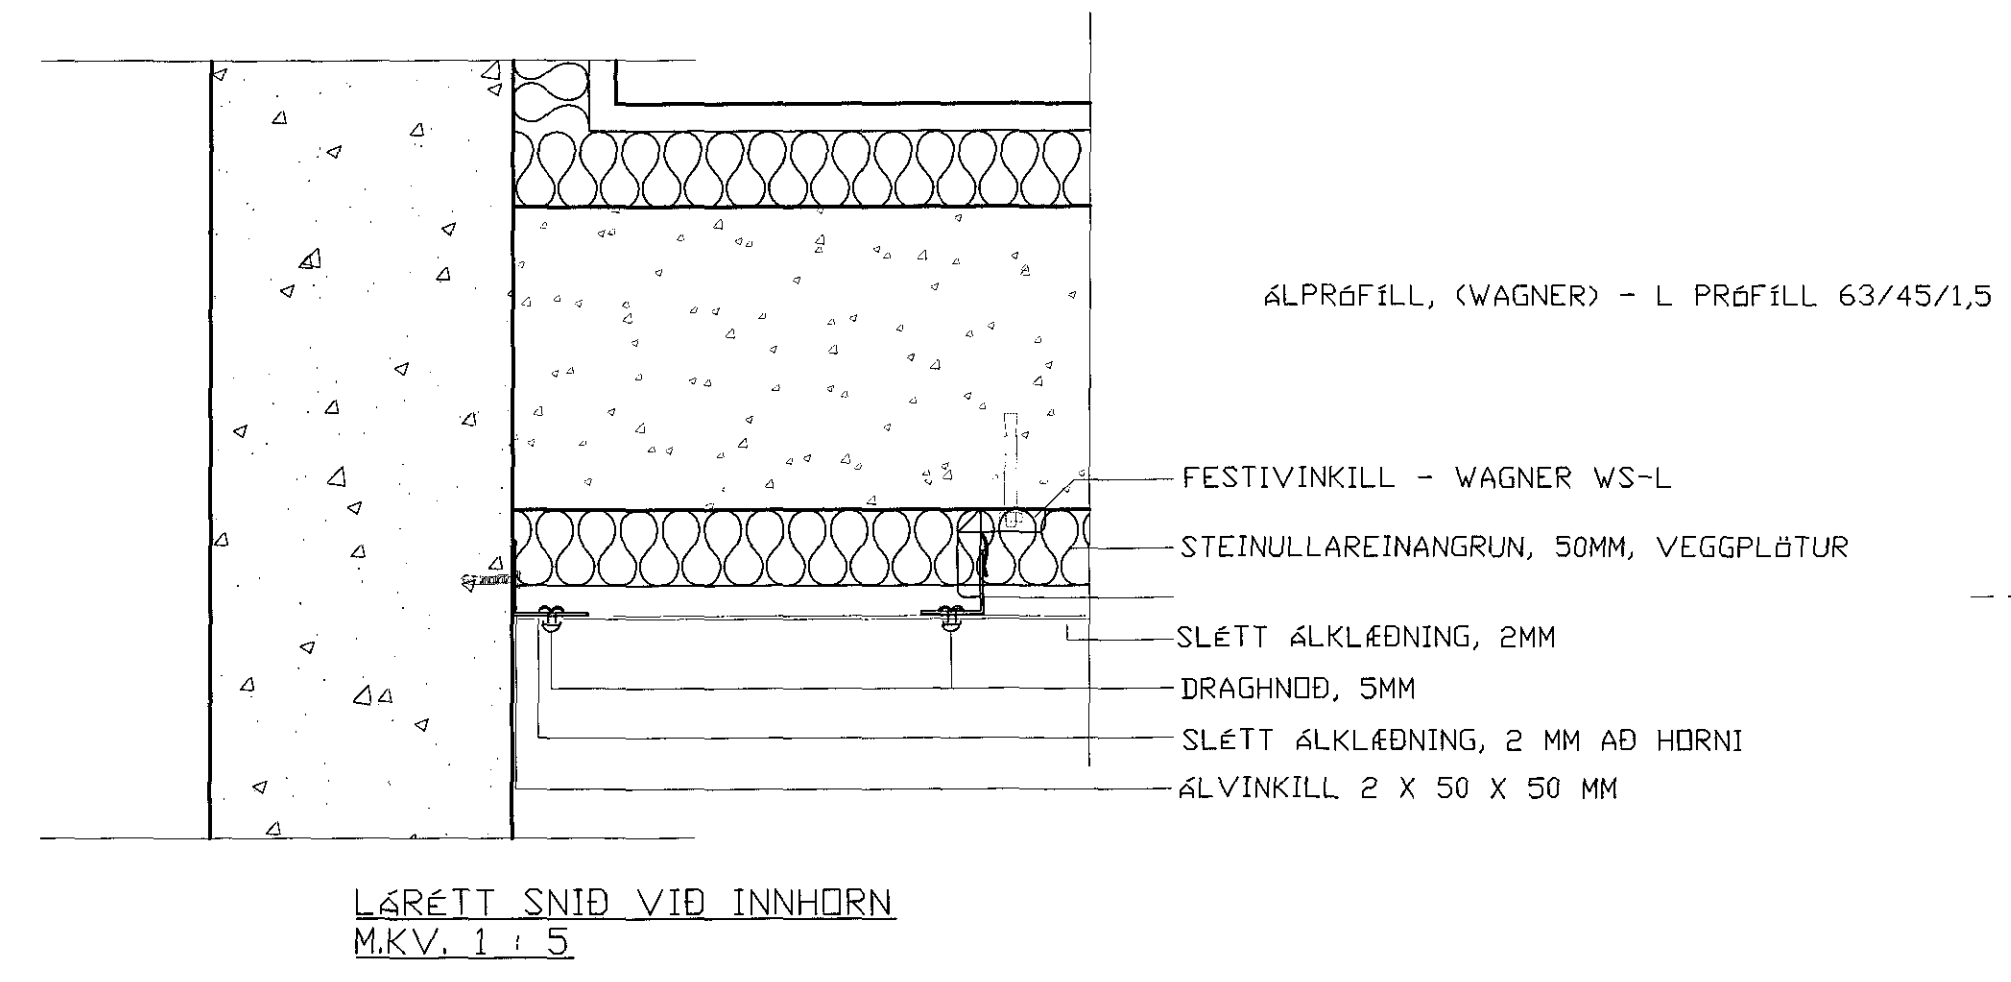 ÁLPRÓFÍLL, (WAGNER) - L PRÓFÍLL 63/45/1,5
FESTIVINKILL - WAGNER WS-L
STEINULLAREINANGRUN, 50MM, VEGGPLÖTUR
SLÉTT ÁLKLÆÐNING, 2MM
DRAGHNOÐ, 5MM
SLÉTT ÁLKLÆÐNING, 2 MM AÐ HORNI
ÁLVINKILL 2 X 50 X 50 MM
LÁRÉTT SNIÐ VIÐ INNHORN
M.KV. 1 : 5